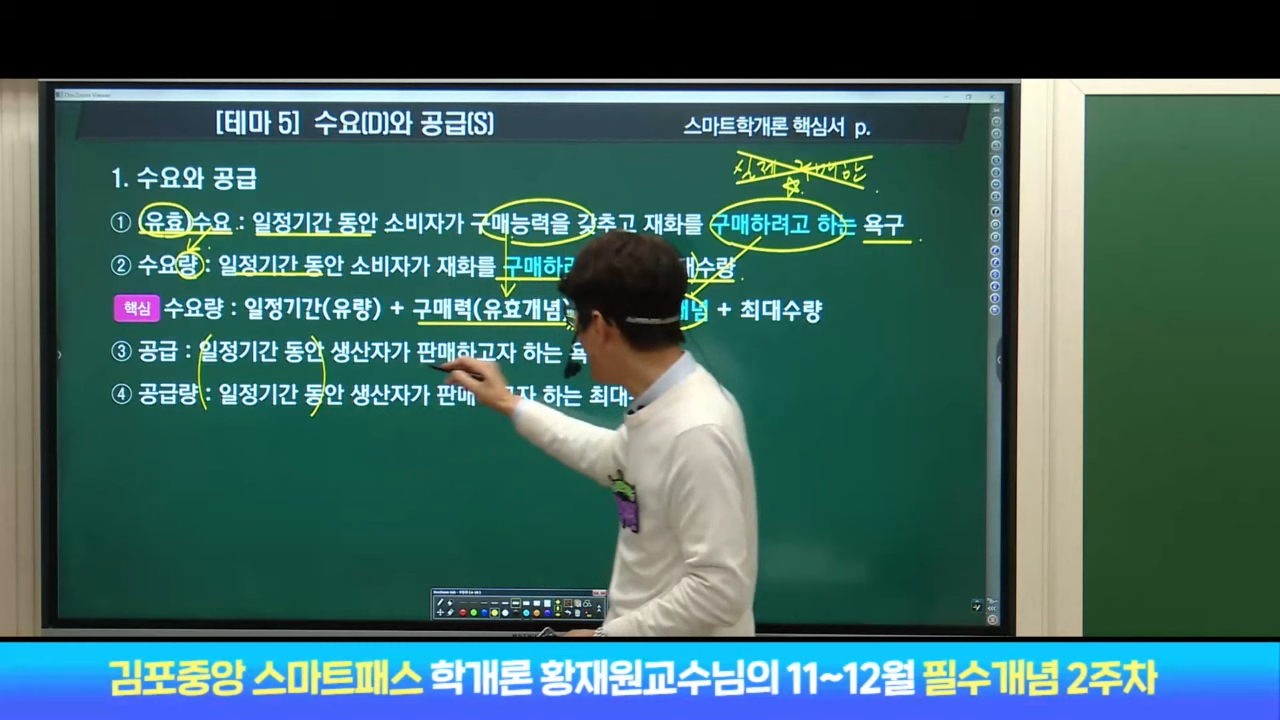 [테마 5] 수요(D)와 공급(S) 스마트학개론 핵심서 p.
실제 구매한
1. 수요와 공급
① 유효수요 : 일정기간 동안 소비자가 구매능력을 갖추고 재화를 구매하려고 하는 욕구
② 수요량 : 일정기간 동안 소비자가 재화를 구매하려 대수량
핵심 수요량 : 일정기간(유량) + 구매력(유효개념) 개념 + 최대수량
③ 공급 : 일정기간 동안 생산자가 판매하고자 하는 욕
④ 공급량 : 일정기간 동안 생산자가 판매 고자 하는 최대
김포중앙 스마트패스 학개론 황재원교수님의 11~12월 필수개념 2주차